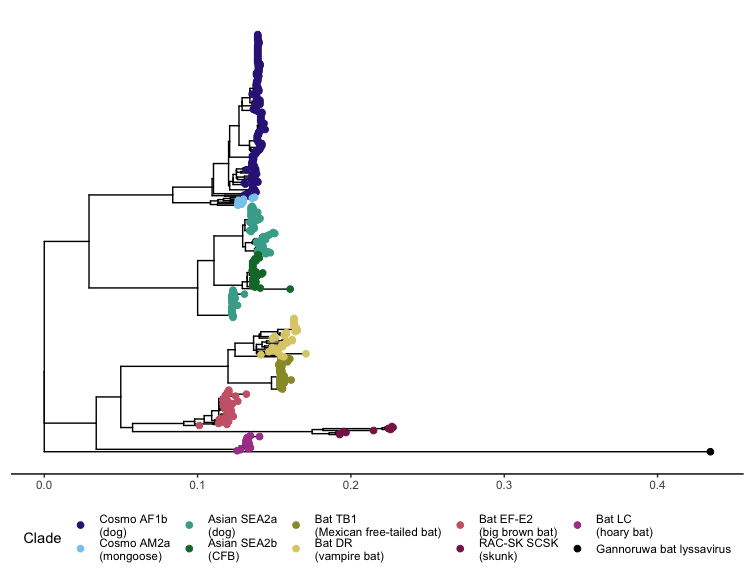 0.0 0.1 0.2 0.3 0.4
Clade
Cosmo AF1b
(dog)
Cosmo AM2a
(mongoose)
Asian SEA2a
(dog)
Asian SEA2b
(CFB)
Bat TB1
(Mexican free-tailed bat)
Bat DR
(vampire bat)
Bat EF-E2
(big brown bat)
RAC-SK SCSK
(skunk)
Bat LC
(hoary bat)
Gannoruwa bat lyssavirus